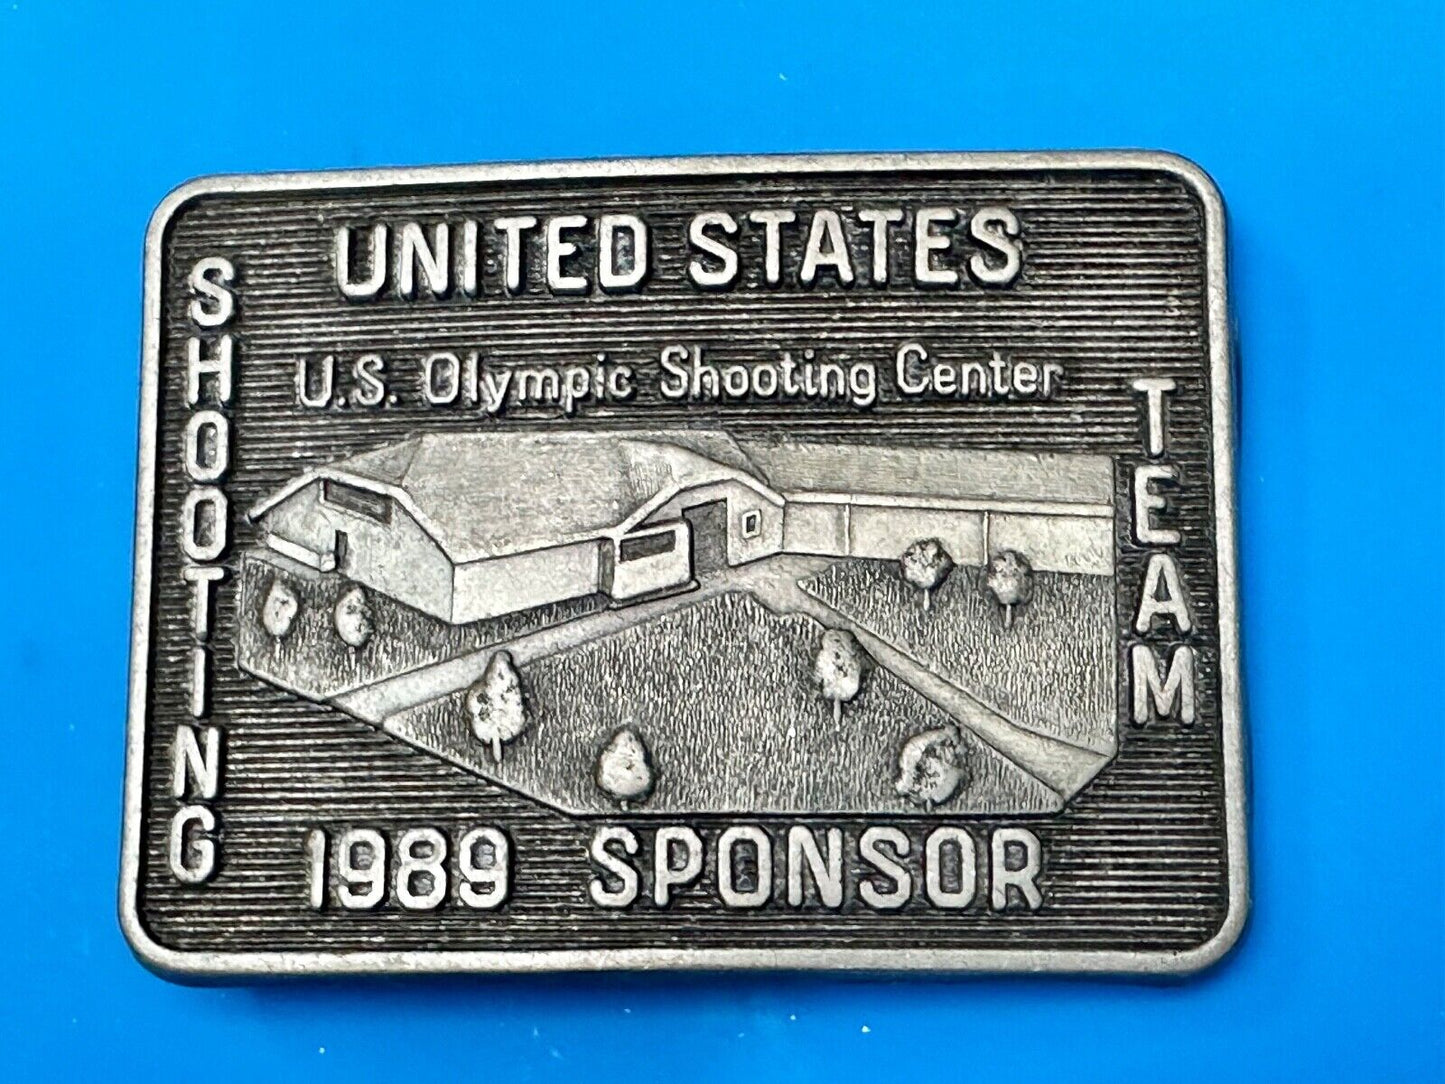 UNITED STATES
SHOOTING
TEAM
U.S. Olympic Shooting Center
1989 SPONSOR